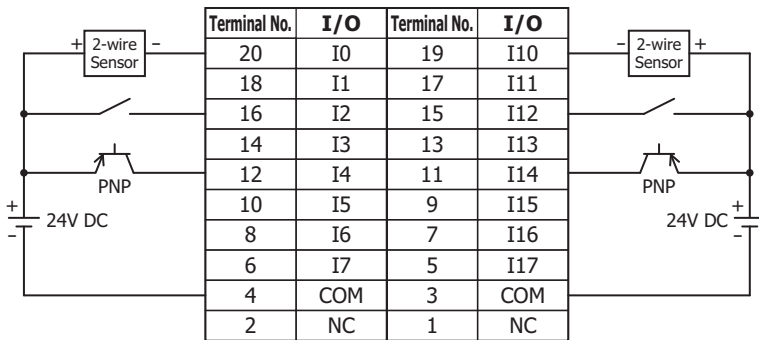 Terminal No. I/O Terminal No. I/O
+ 2-wire Sensor – 20 I0 19 I10 – 2-wire Sensor +
18 I1 17 I11
16 I2 15 I12
14 I3 13 I13
PNP 12 I4 11 I14 PNP
10 I5 9 I15
+ – 24V DC 8 I6 7 I16 24V DC + –
6 I7 5 I17
4 COM 3 COM
2 NC 1 NC